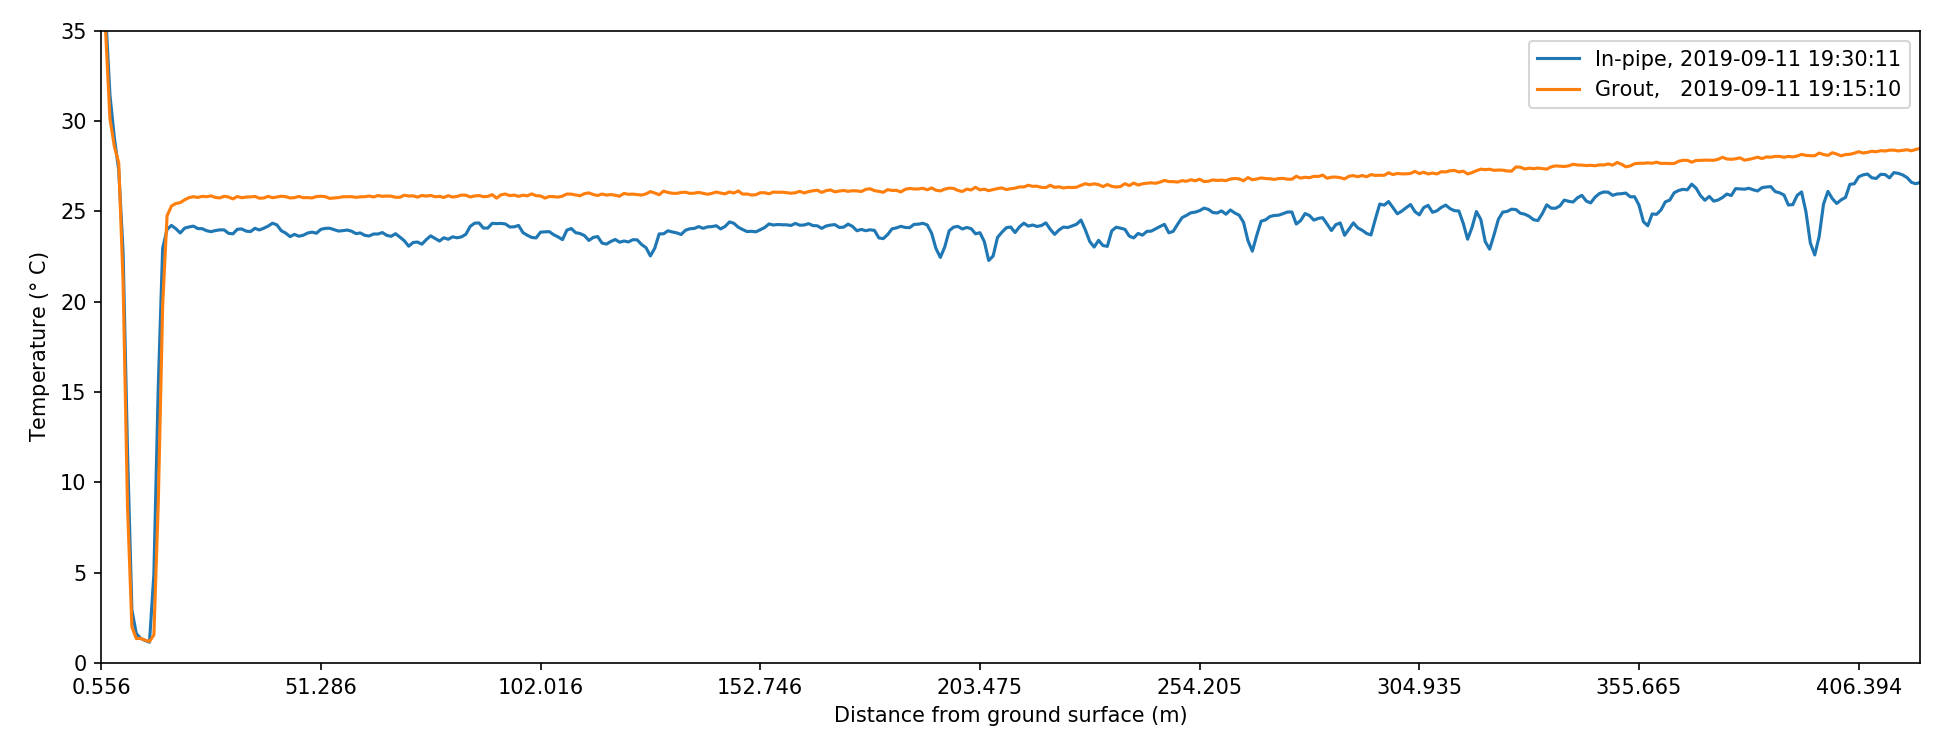 In-pipe, 2019-09-11 19:30:11
Grout, 2019-09-11 19:15:10
Temperature (° C)
35
30
25
20
15
10
5
0
0.556 51.286 102.016 152.746 203.475 254.205 304.935 355.665 406.394
Distance from ground surface (m)